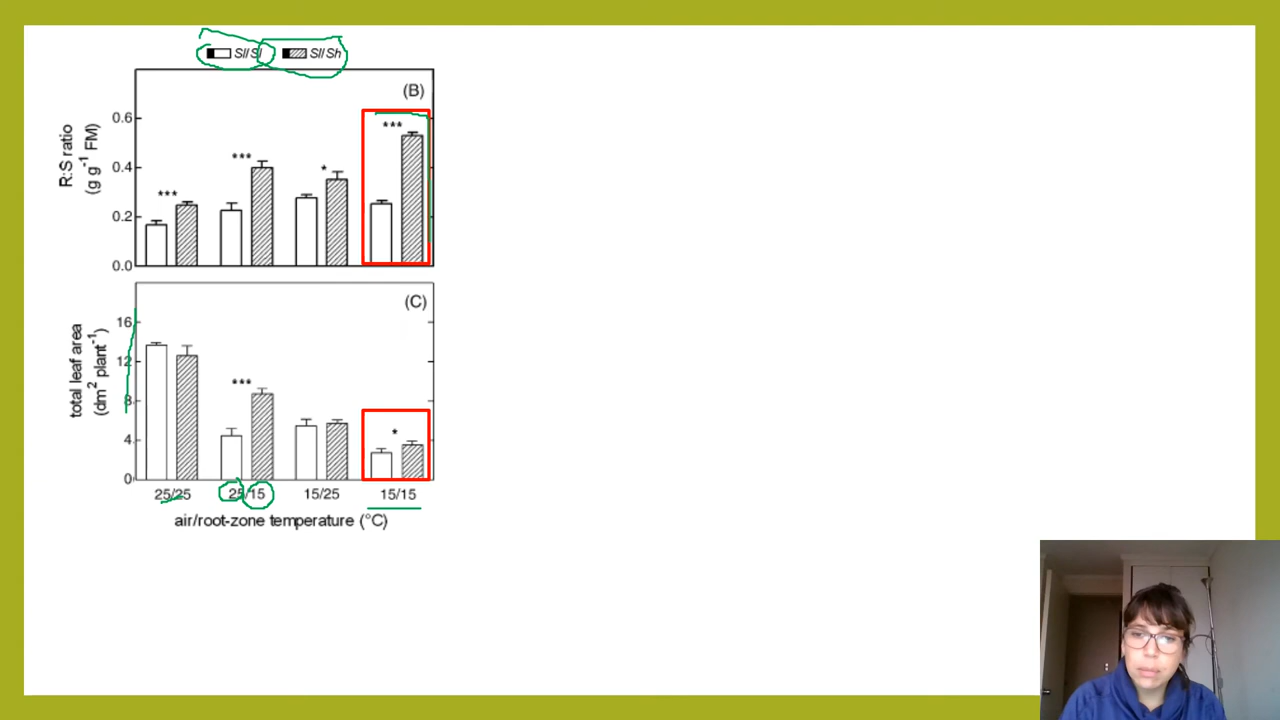 Sl/Sl Sl/Sh
(B)
0.6
0.4
0.2
0.0
R:S ratio
(g g-1 FM)
***
***
*
***
(C)
16
12
8
4
0
total leaf area
(dm2 plant-1)
***
*
25/25 25/15 15/25 15/15
air/root-zone temperature (°C)